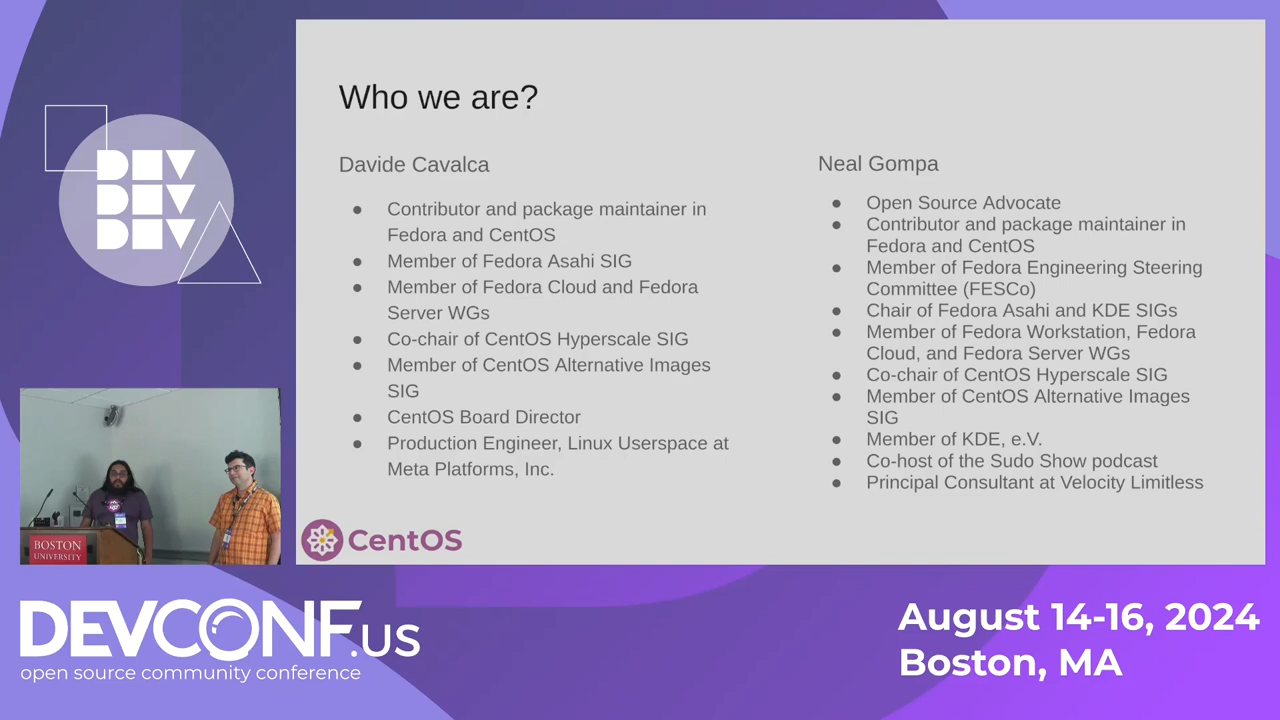 DEV
DEV
DEV
Who we are?
Davide Cavalca
● Contributor and package maintainer in
Fedora and CentOS
● Member of Fedora Asahi SIG
● Member of Fedora Cloud and Fedora
Server WGs
● Co-chair of CentOS Hyperscale SIG
● Member of CentOS Alternative Images
SIG
● CentOS Board Director
● Production Engineer, Linux Userspace at
Meta Platforms, Inc.
Neal Gompa
● Open Source Advocate
● Contributor and package maintainer in
Fedora and CentOS
● Member of Fedora Engineering Steering
Committee (FESCo)
● Chair of Fedora Asahi and KDE SIGs
● Member of Fedora Workstation, Fedora
Cloud, and Fedora Server WGs
● Co-chair of CentOS Hyperscale SIG
● Member of CentOS Alternative Images
SIG
● Member of KDE, e.V.
● Co-host of the Sudo Show podcast
● Principal Consultant at Velocity Limitless
CentOS
BOSTON
UNIVERSITY
DEVCONF.US
open source community conference
August 14-16, 2024
Boston, MA